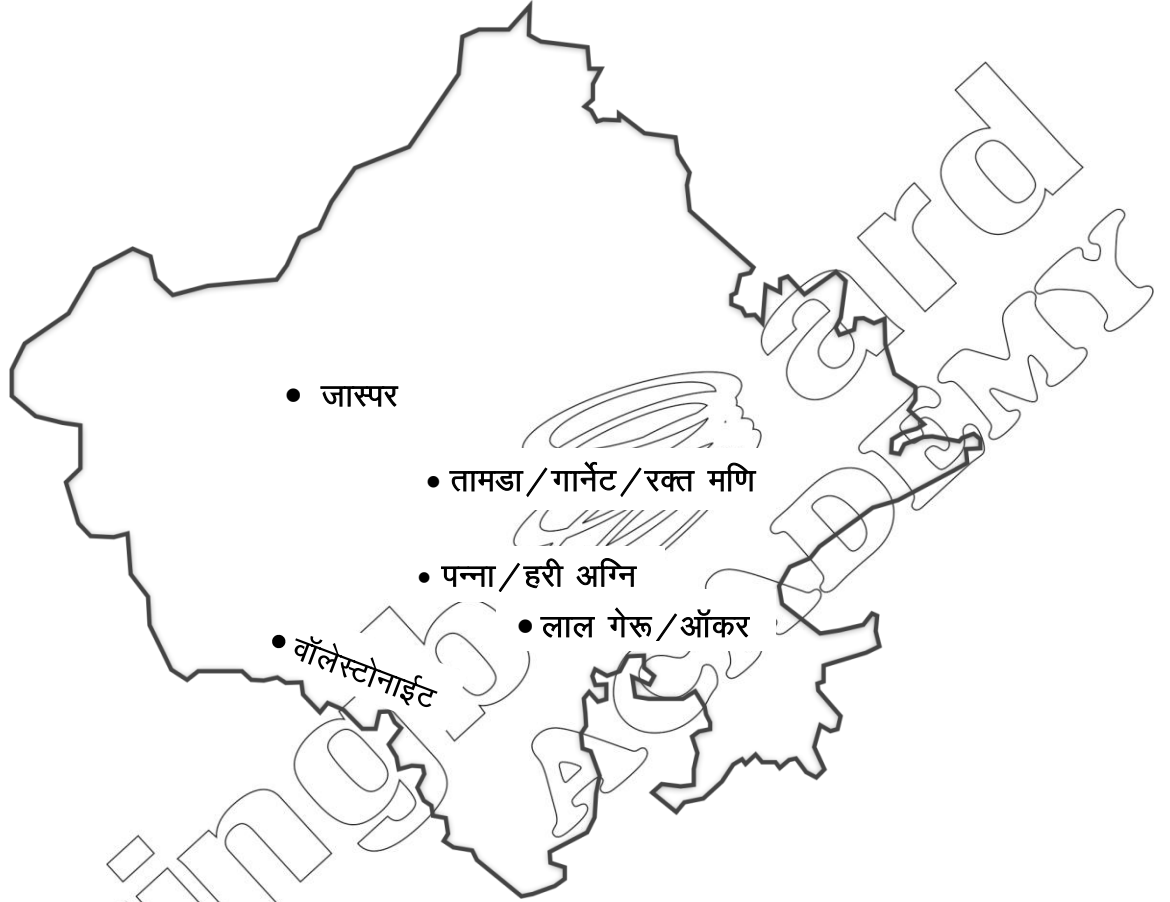 • जास्पर
• तामडा/गार्नेट/रक्त मणि
• पन्ना/हरी अग्नि
• लाल गेरू/ऑकर
• वॉलेस्टोनाईट